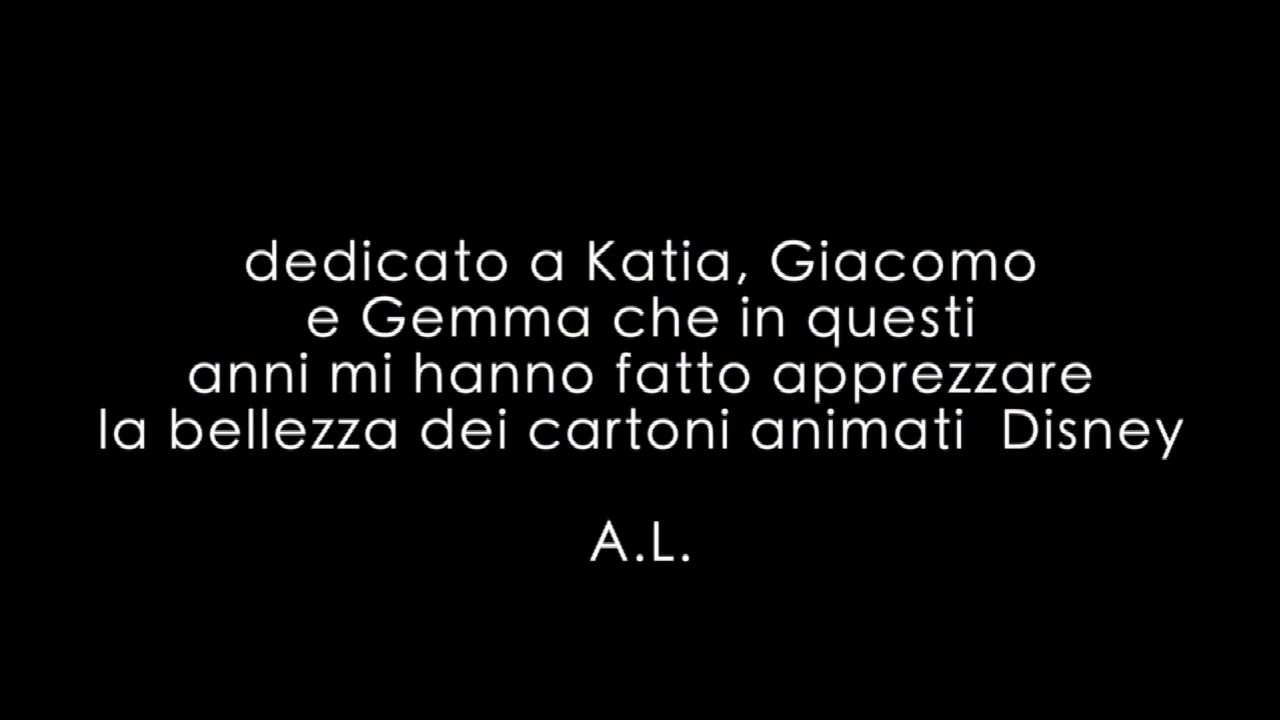 dedicato a Katia, Giacomo
e Gemma che in questi
anni mi hanno fatto apprezzare
la bellezza dei cartoni animati  Disney
A.L.